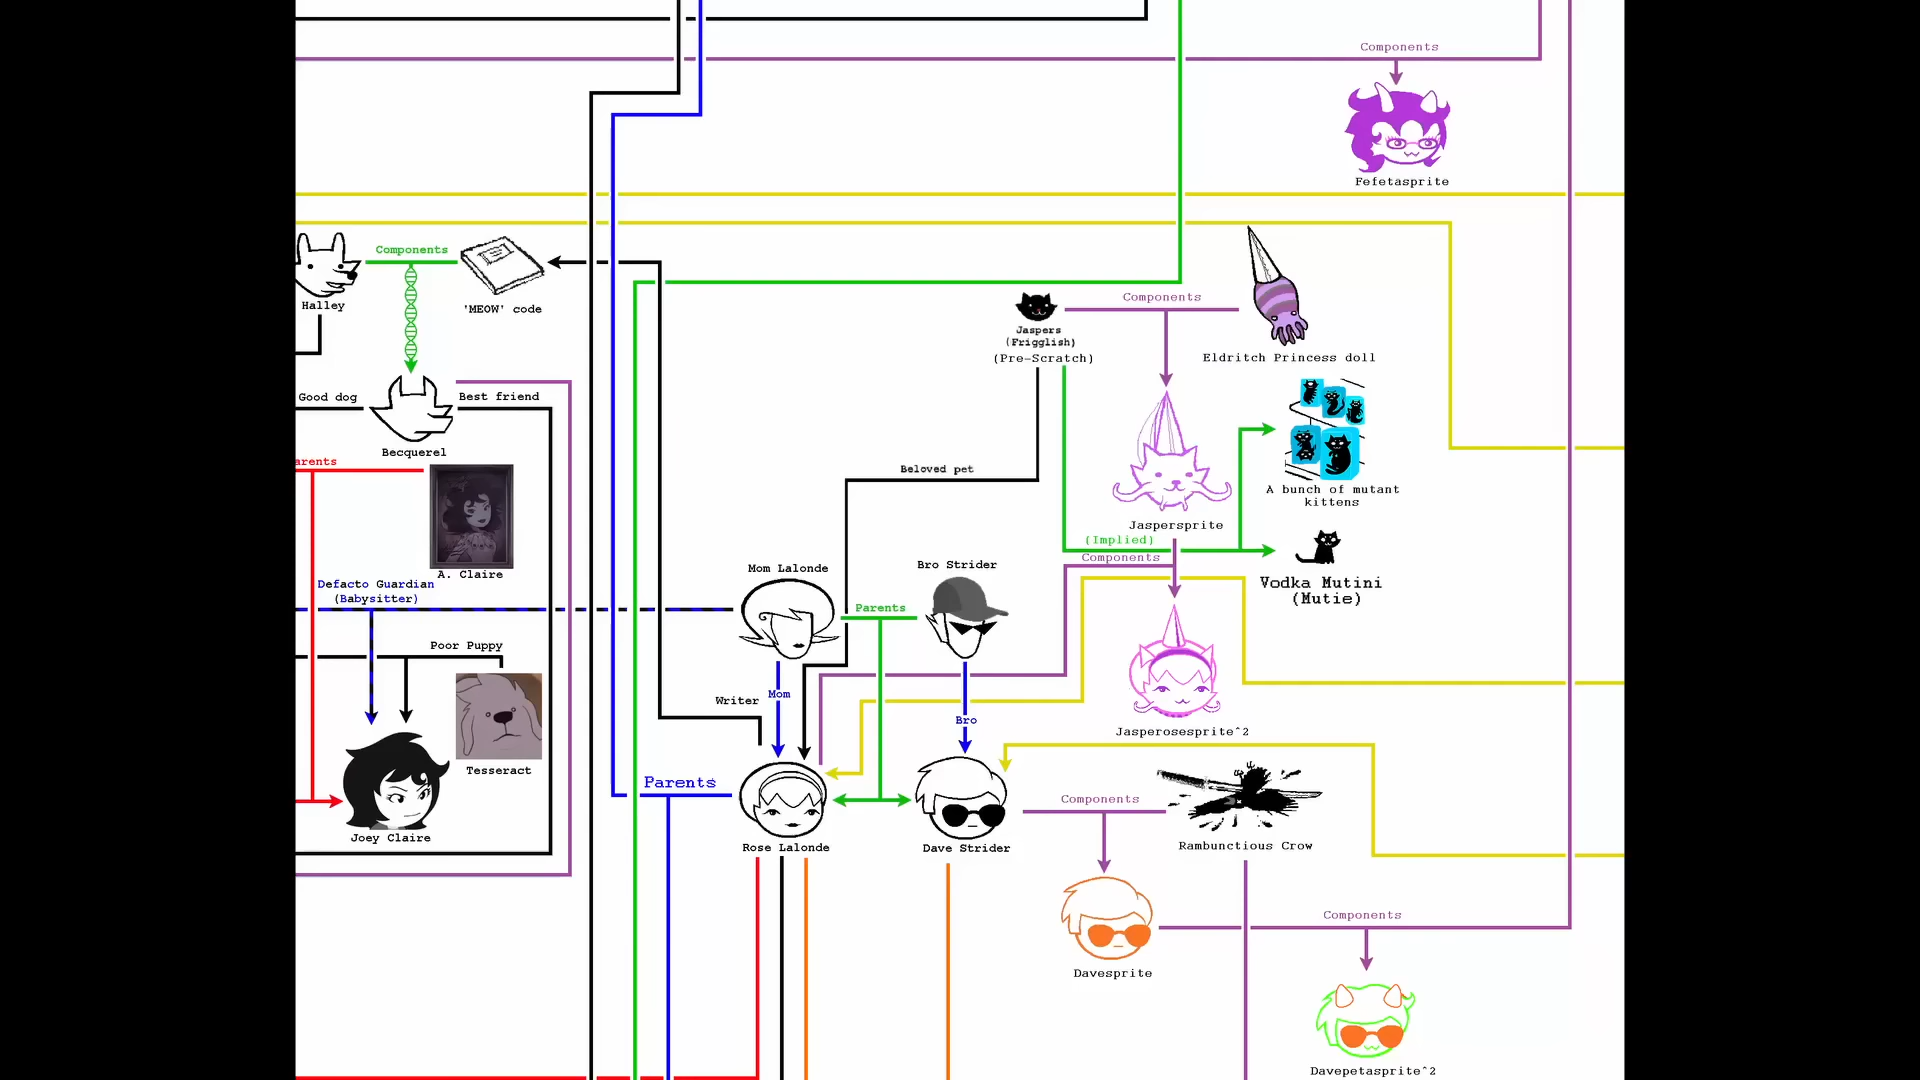 Components
Fefetasprite
Components
Halley
'MEOW' code
Components
Jaspers
(Frigglish)
(Pre-Scratch)
Eldritch Princess doll
Good dog
Best friend
Becquerel
arents
Beloved pet
A bunch of mutant
kittens
Jaspersprite
(Implied)
Components
A. Claire
Defacto Guardian
(Babysitter)
Mom Lalonde
Bro Strider
Parents
Vodka Mutini
(Mutie)
Poor Puppy
Writer
Mom
Bro
Jasperosesprite^2
Tesseract
Parents
Components
Joey Claire
Rose Lalonde
Dave Strider
Rambunctious Crow
Components
Davesprite
Davepetasprite^2